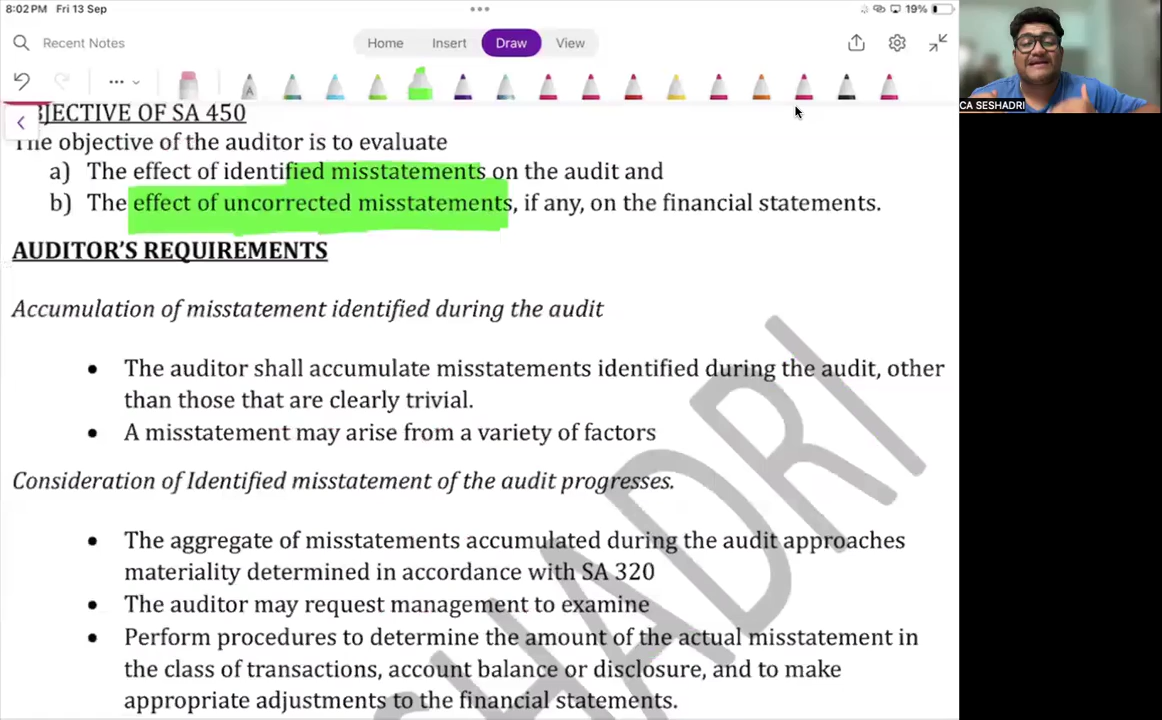 8:02 PM Fri 13 Sep
19%
Recent Notes
Home Insert Draw View
A
CA SESHADRI
BJECTIVE OF SA 450
The objective of the auditor is to evaluate
a) The effect of identified misstatements on the audit and
b) The effect of uncorrected misstatements, if any, on the financial statements.
AUDITOR'S REQUIREMENTS
Accumulation of misstatement identified during the audit
• The auditor shall accumulate misstatements identified during the audit, other
than those that are clearly trivial.
• A misstatement may arise from a variety of factors
Consideration of Identified misstatement of the audit progresses.
• The aggregate of misstatements accumulated during the audit approaches
materiality determined in accordance with SA 320
• The auditor may request management to examine
• Perform procedures to determine the amount of the actual misstatement in
the class of transactions, account balance or disclosure, and to make
appropriate adjustments to the financial statements.
SHADRI